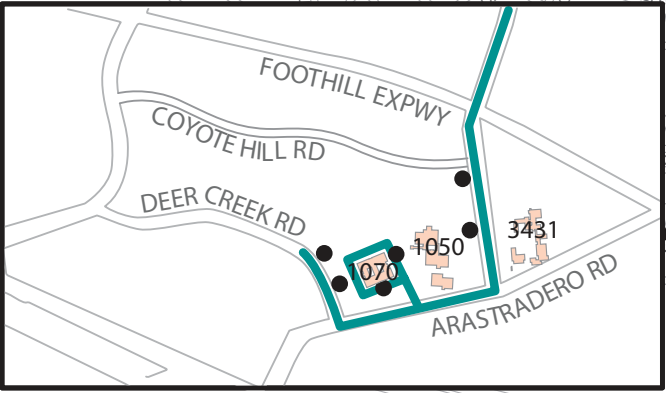 FOOTHILL EXPWY
COYOTE HILL RD
DEER CREEK RD
3431
1050
1070
ARASTRADERO RD